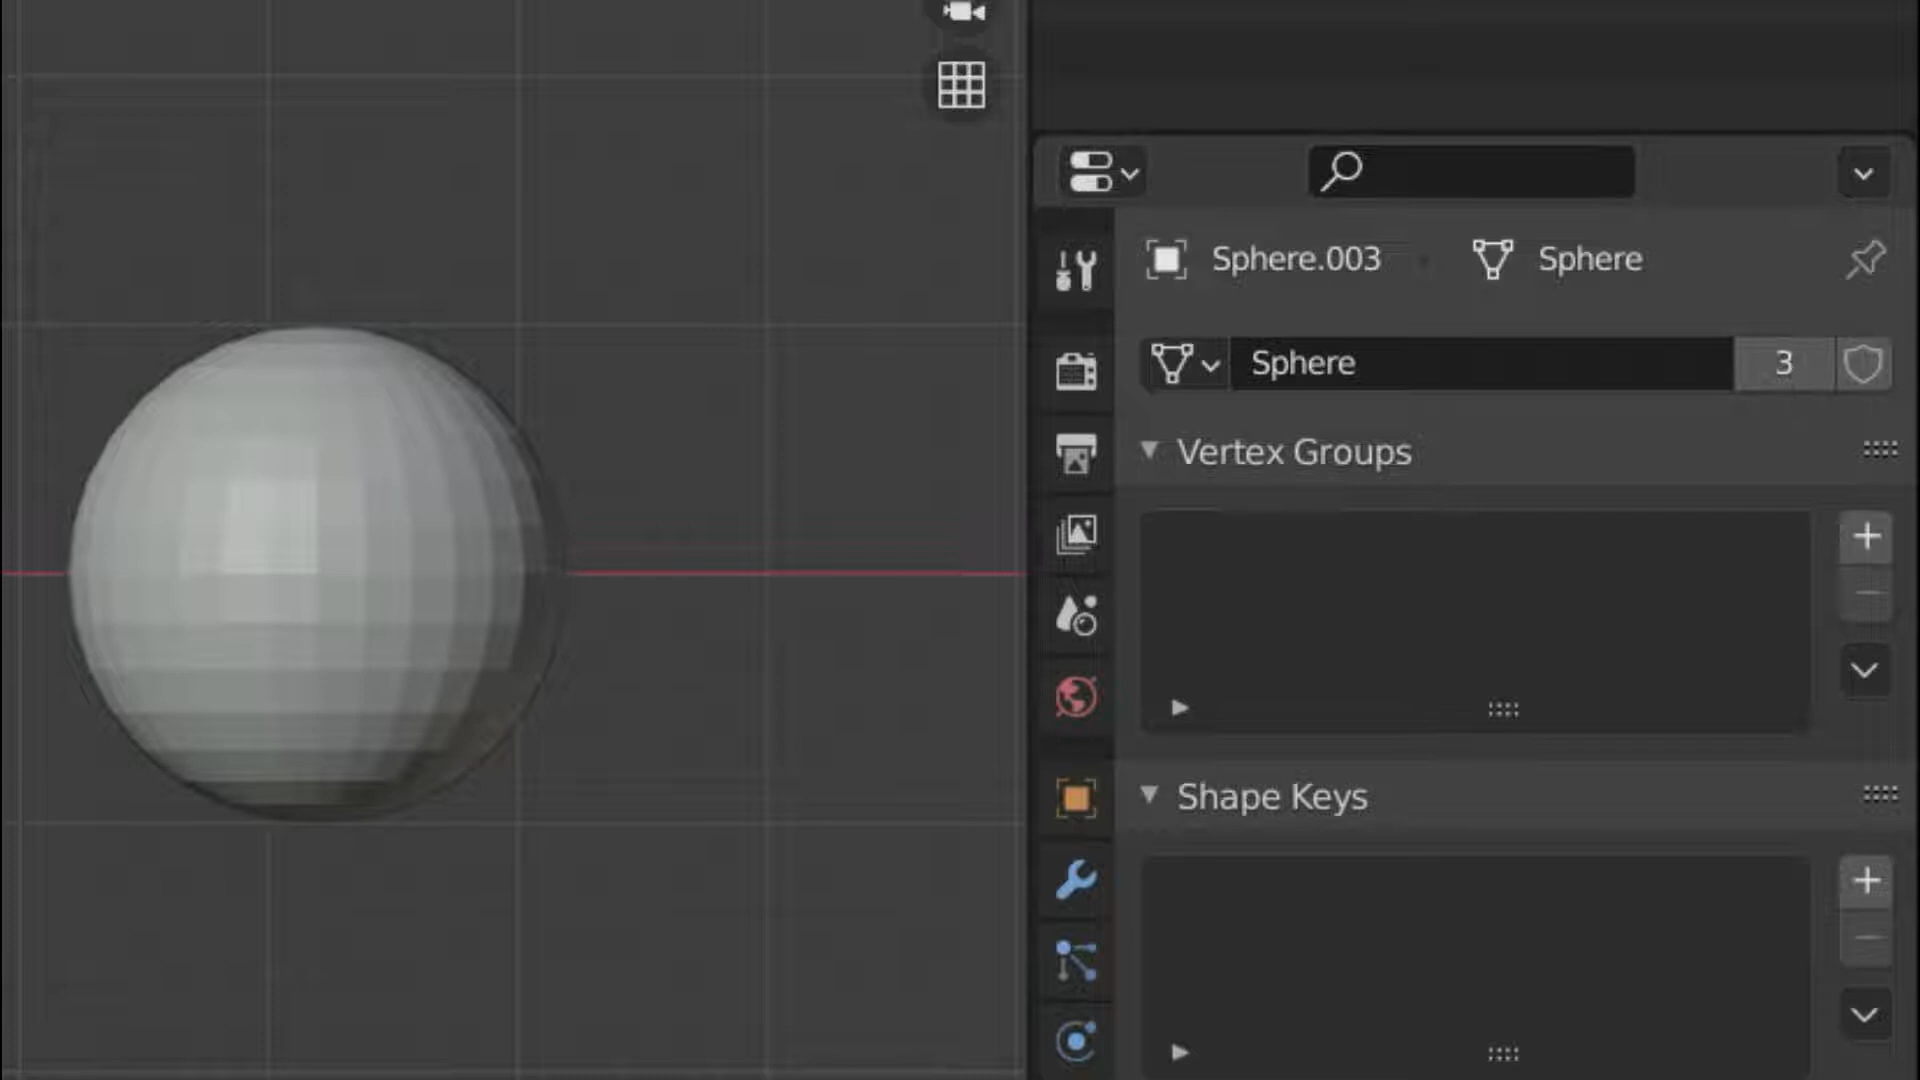 Sphere.003 Sphere
Sphere 3
Vertex Groups
Shape Keys